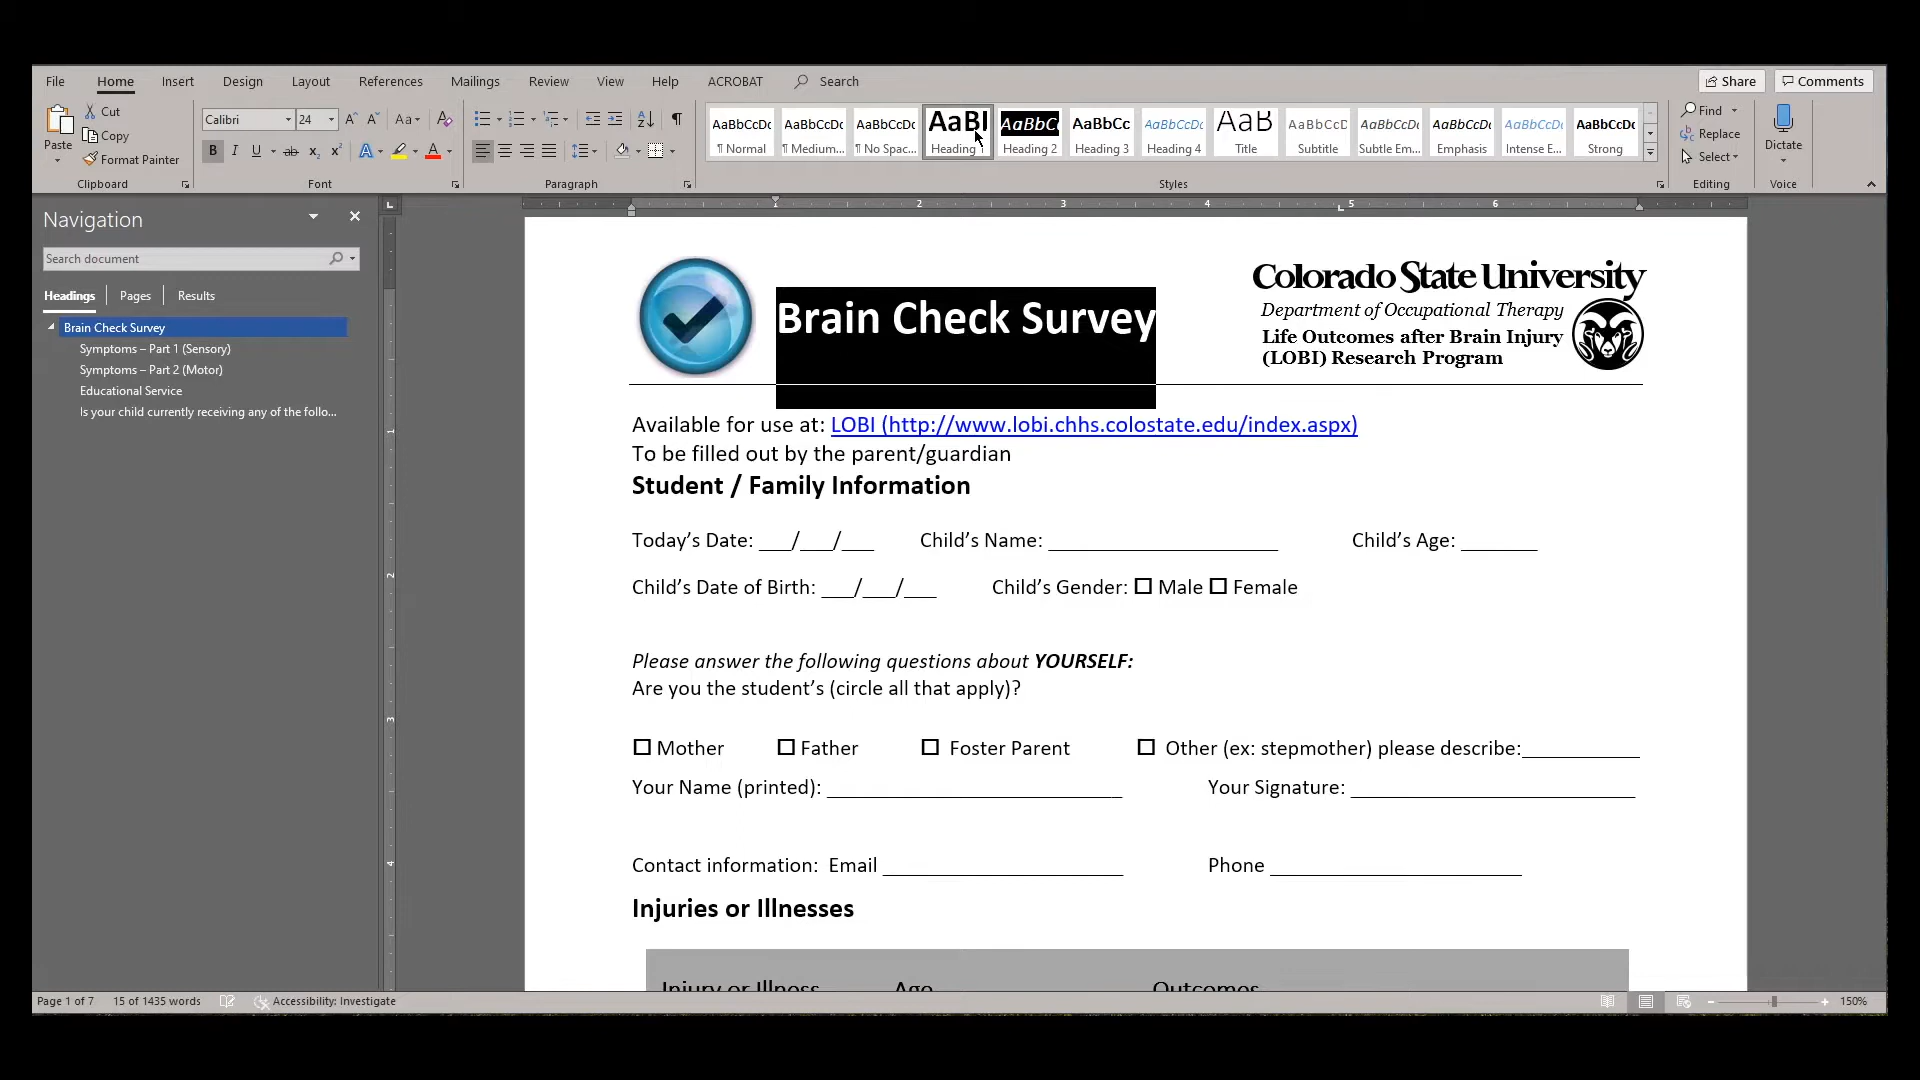 File Home Insert Design Layout References Mailings Review View Help ACROBAT Search Share Comments
Paste Cut Copy Format Painter
Calibri 24
Clipboard Font Paragraph Styles Editing Voice
AaBbCcDc AaBbCcDc AaBbCcDc AaBl AaBbC AaBbCc AaBbCcDc AaB AaBbCcD AaBbCcDc AaBbCcDc AaBbCcDc AaBbCcDc
¶ Normal ¶ Medium... ¶ No Spac... Heading 1 Heading 2 Heading 3 Heading 4 Title Subtitle Subtle Em... Emphasis Intense E... Strong
Find
Replace
Select
Dictate
Navigation
Search document
Headings Pages Results
Brain Check Survey
Symptoms – Part 1 (Sensory)
Symptoms – Part 2 (Motor)
Educational Service
Is your child currently receiving any of the follo...
Brain Check Survey
Colorado State University
Department of Occupational Therapy
Life Outcomes after Brain Injury
(LOBI) Research Program
Available for use at: LOBI (http://www.lobi.chhs.colostate.edu/index.aspx)
To be filled out by the parent/guardian
Student / Family Information
Today’s Date: ___/___/___ Child’s Name: _____________________ Child’s Age: _______
Child’s Date of Birth: ___/___/___ Child’s Gender: ☐ Male ☐ Female
Please answer the following questions about YOURSELF:
Are you the student’s (circle all that apply)?
☐ Mother ☐ Father ☐ Foster Parent ☐ Other (ex: stepmother) please describe:___________
Your Name (printed): ___________________________ Your Signature: __________________________
Contact information: Email ______________________ Phone _______________________
Injuries or Illnesses
Injury or Illness Age Outcomes
Page 1 of 7 15 of 1435 words Accessibility: Investigate 150%